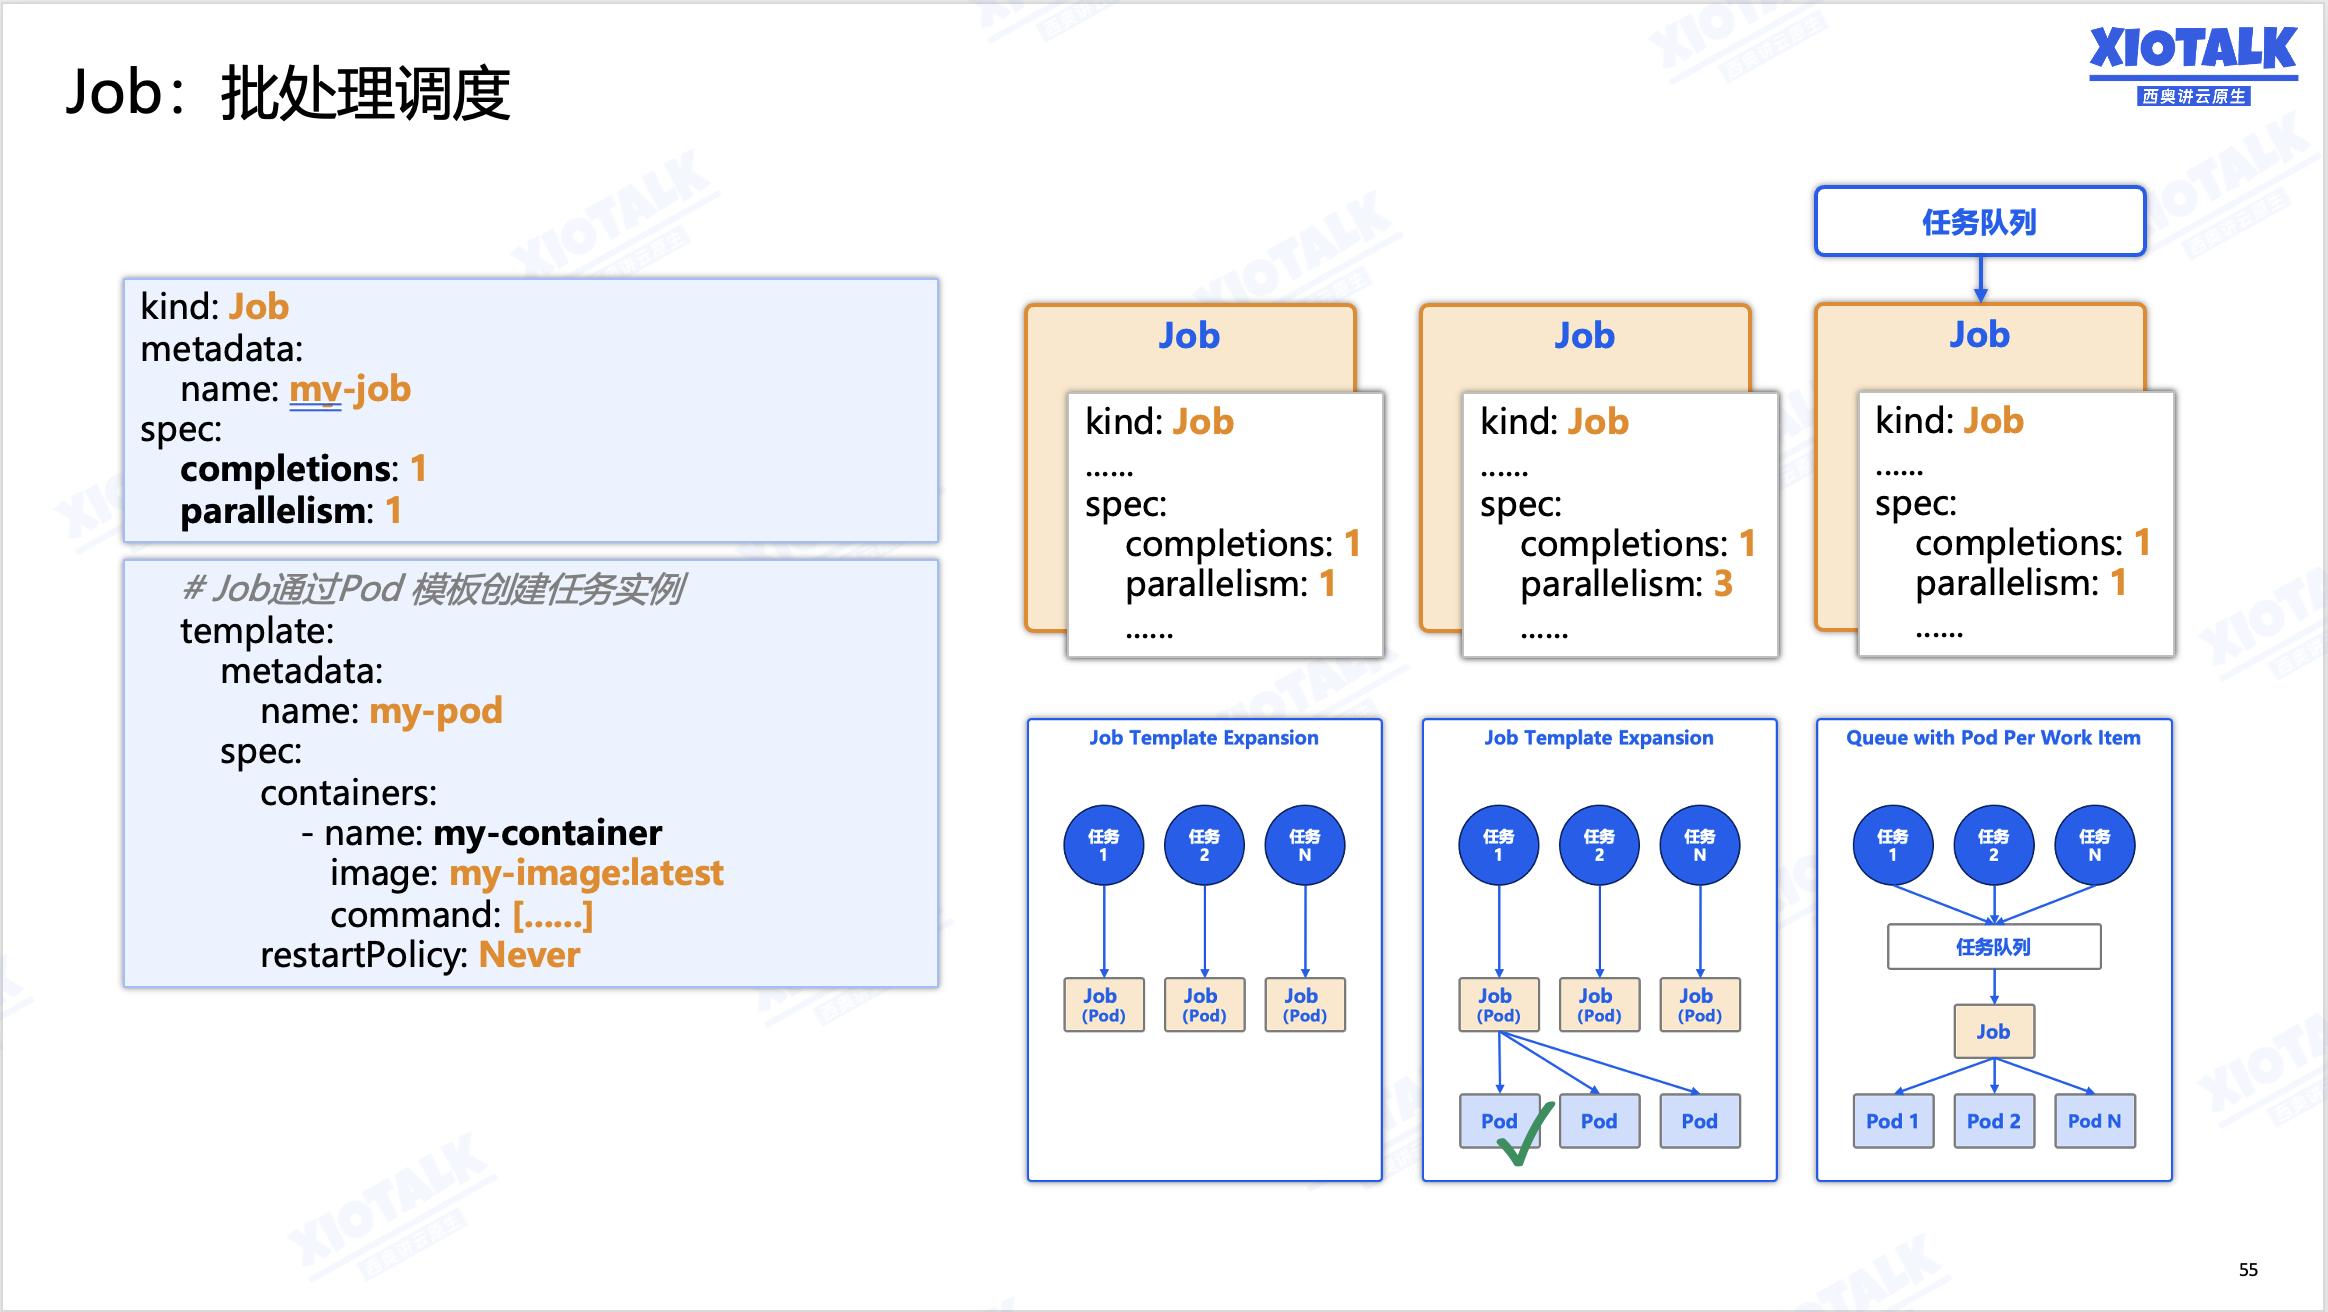 Job：批处理调度
XIOTALK
西奥讲云原生
kind: Job
metadata:
name: my-job
spec:
completions: 1
parallelism: 1
# Job通过Pod 模板创建任务实例
template:
metadata:
name: my-pod
spec:
containers:
- name: my-container
image: my-image:latest
command: [......]
restartPolicy: Never
任务队列
Job
kind: Job
......
spec:
completions: 1
parallelism: 1
......
Job
kind: Job
......
spec:
completions: 1
parallelism: 3
......
Job
kind: Job
......
spec:
completions: 1
parallelism: 1
......
Job Template Expansion
任务
1
任务
2
任务
N
Job
(Pod)
Job
(Pod)
Job
(Pod)
Job Template Expansion
任务
1
任务
2
任务
N
Job
(Pod)
Job
(Pod)
Job
(Pod)
Pod
Pod
Pod
Queue with Pod Per Work Item
任务
1
任务
2
任务
N
任务队列
Job
Pod 1
Pod 2
Pod N
55